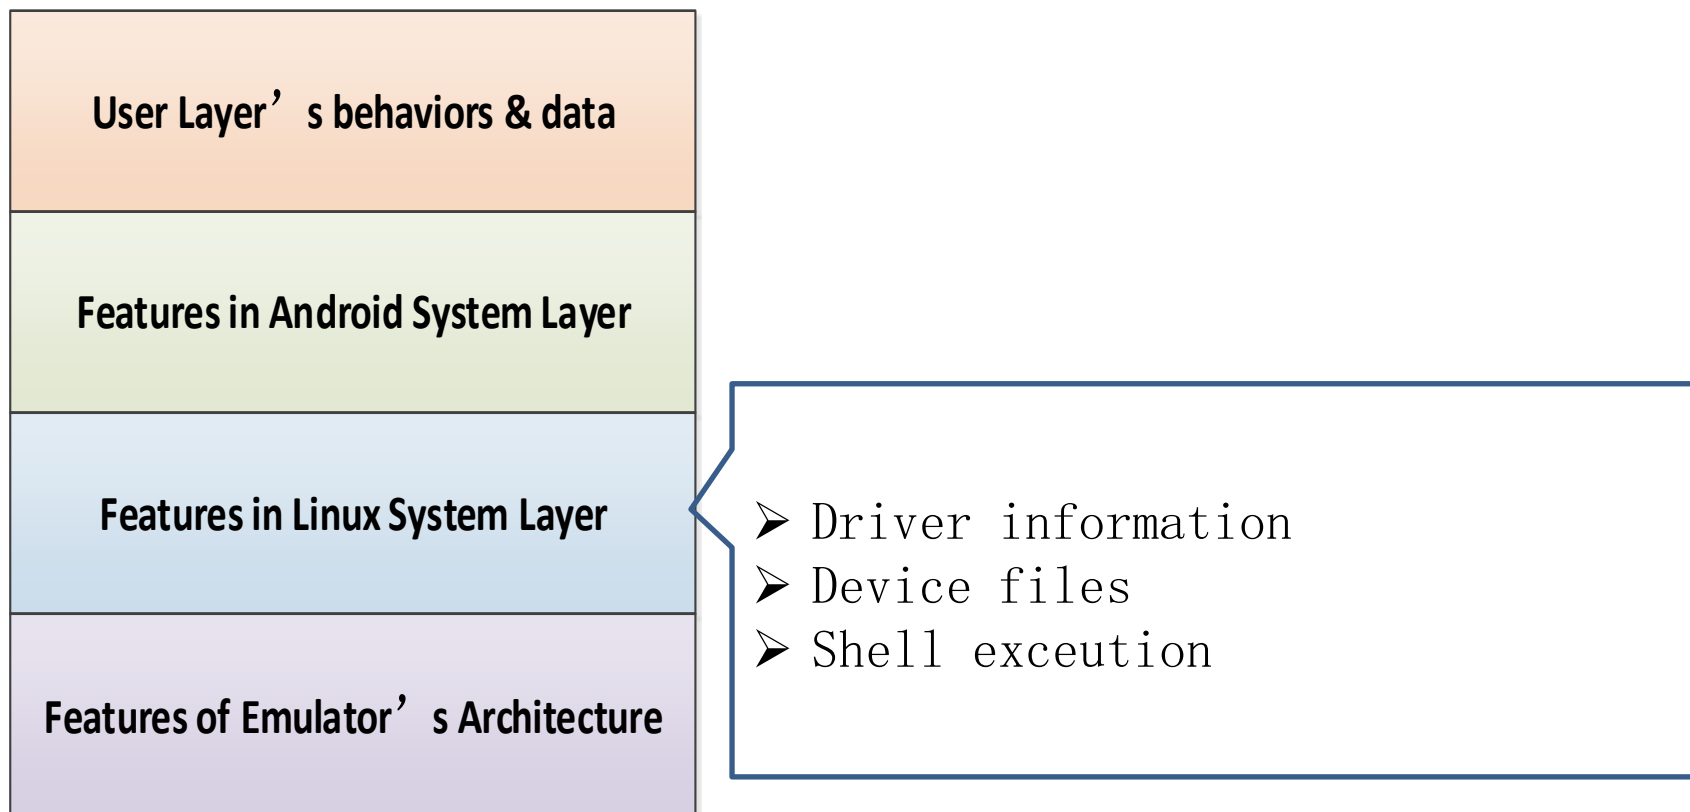 User Layer’s behaviors & data
Features in Android System Layer
Features in Linux System Layer
Features of Emulator’s Architecture
➢ Driver information
➢ Device files
➢ Shell exceution